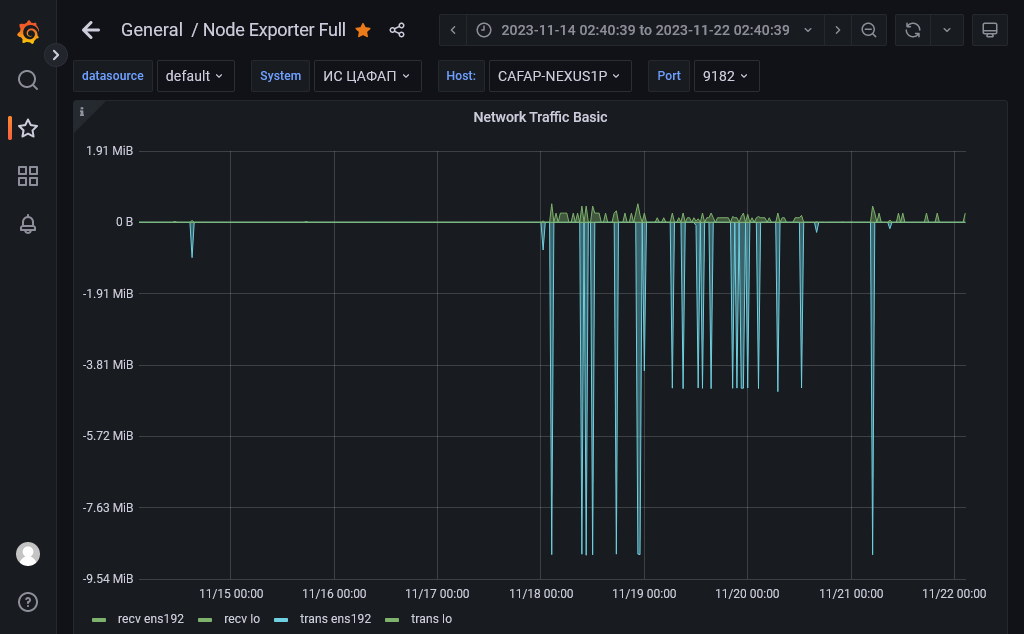 General / Node Exporter Full
2023-11-14 02:40:39 to 2023-11-22 02:40:39
datasource default System ИС ЦАФАП Host: CAFAP-NEXUS1P Port 9182
i
Network Traffic Basic
1.91 MiB
0 B
-1.91 MiB
-3.81 MiB
-5.72 MiB
-7.63 MiB
-9.54 MiB
11/15 00:00 11/16 00:00 11/17 00:00 11/18 00:00 11/19 00:00 11/20 00:00 11/21 00:00 11/22 00:00
recv ens192 recv lo trans ens192 trans lo